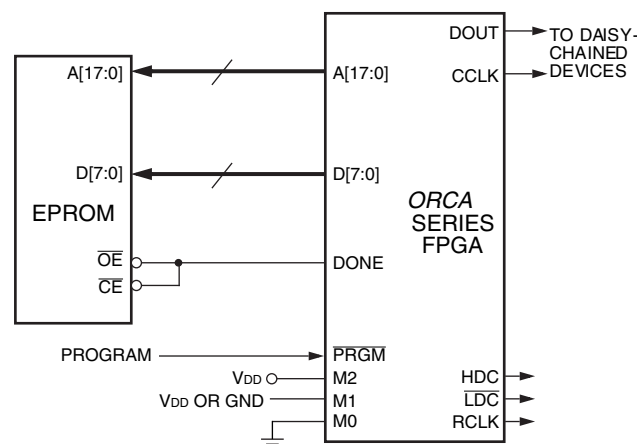 DOUT
TO DAISY-
CHAINED
DEVICES
A[17:0]
A[17:0]
CCLK
D[7:0]
D[7:0]
EPROM
ORCA
SERIES
FPGA
OE
DONE
CE
PROGRAM
PRGM
VDD
M2
HDC
VDD OR GND
M1
LDC
M0
RCLK